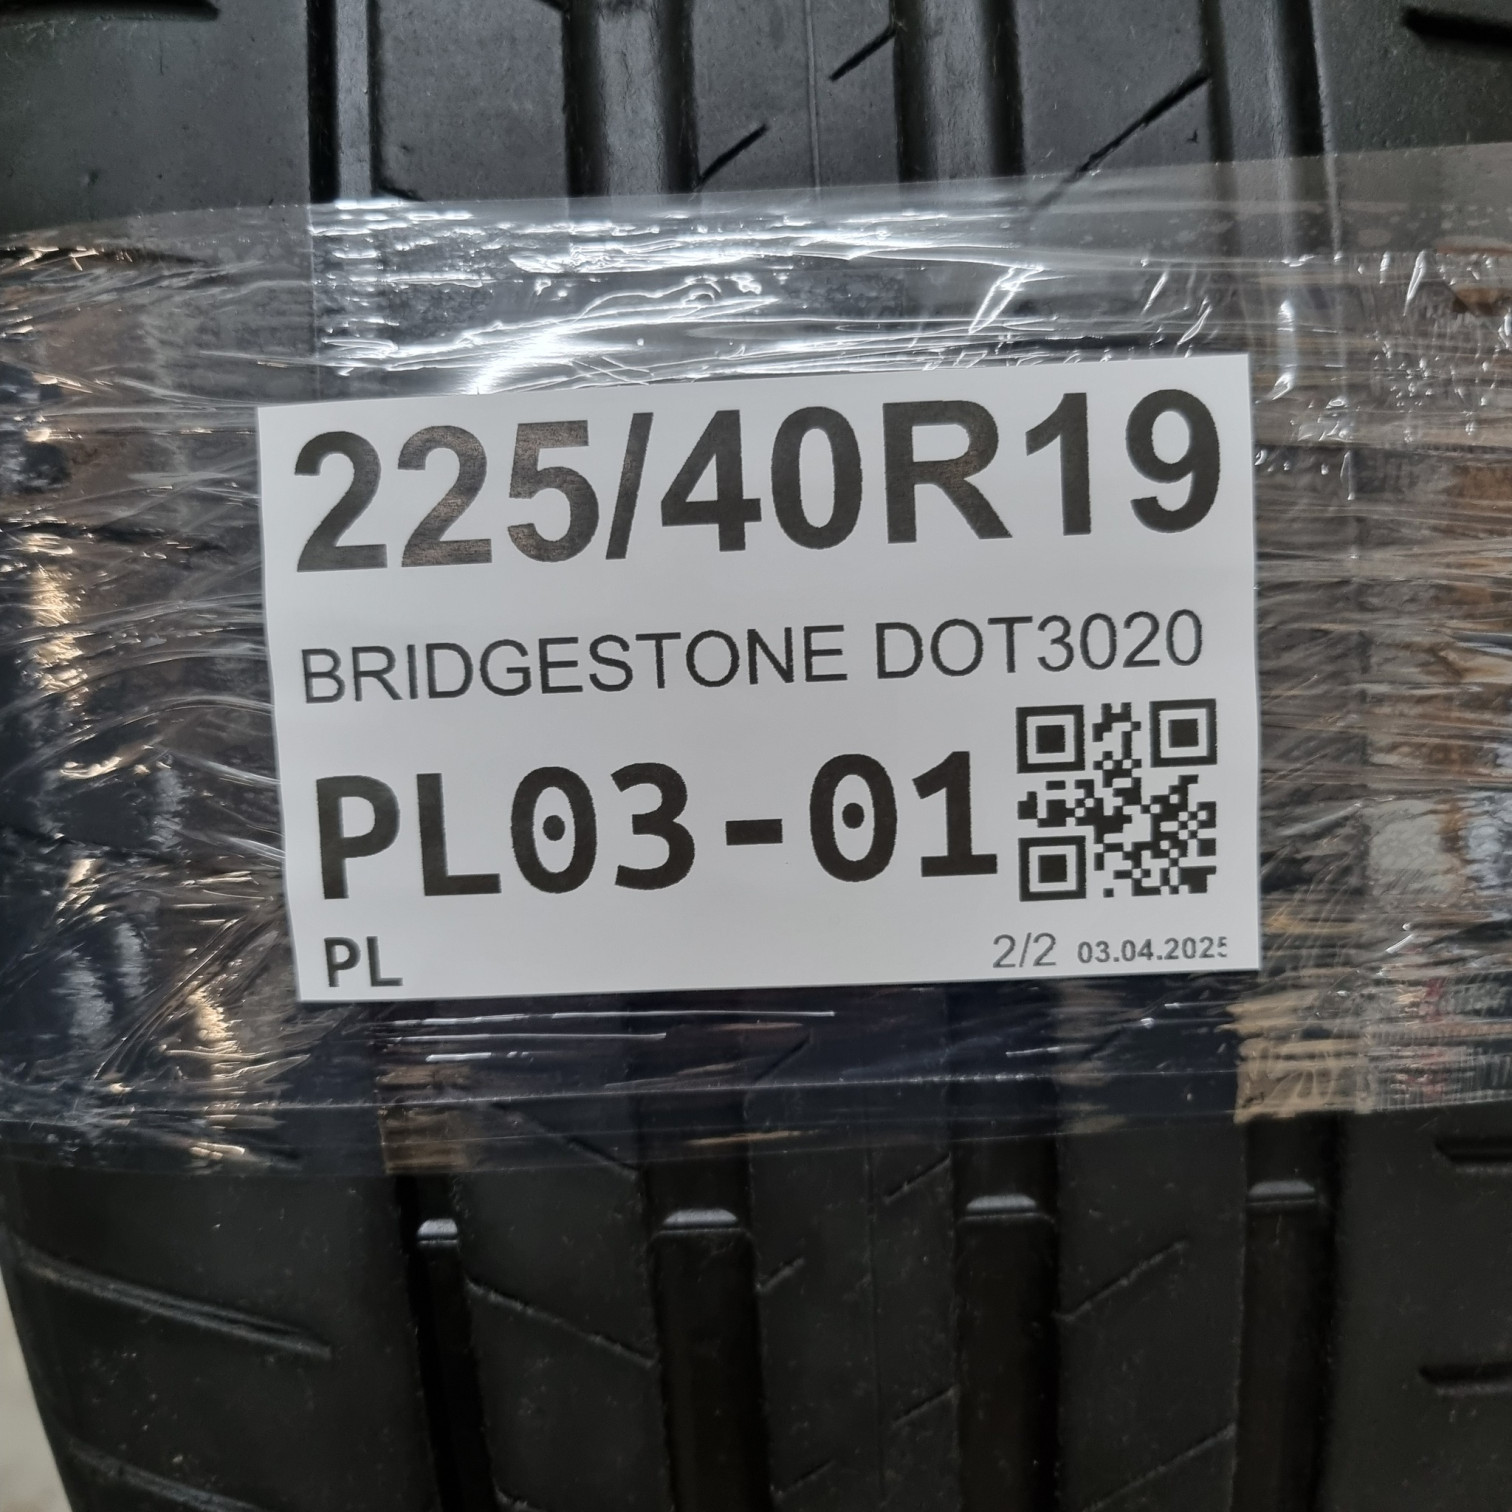 225/40R19
BRIDGESTONE DOT3020
PL03-01
PL
2/2 03.04.2025